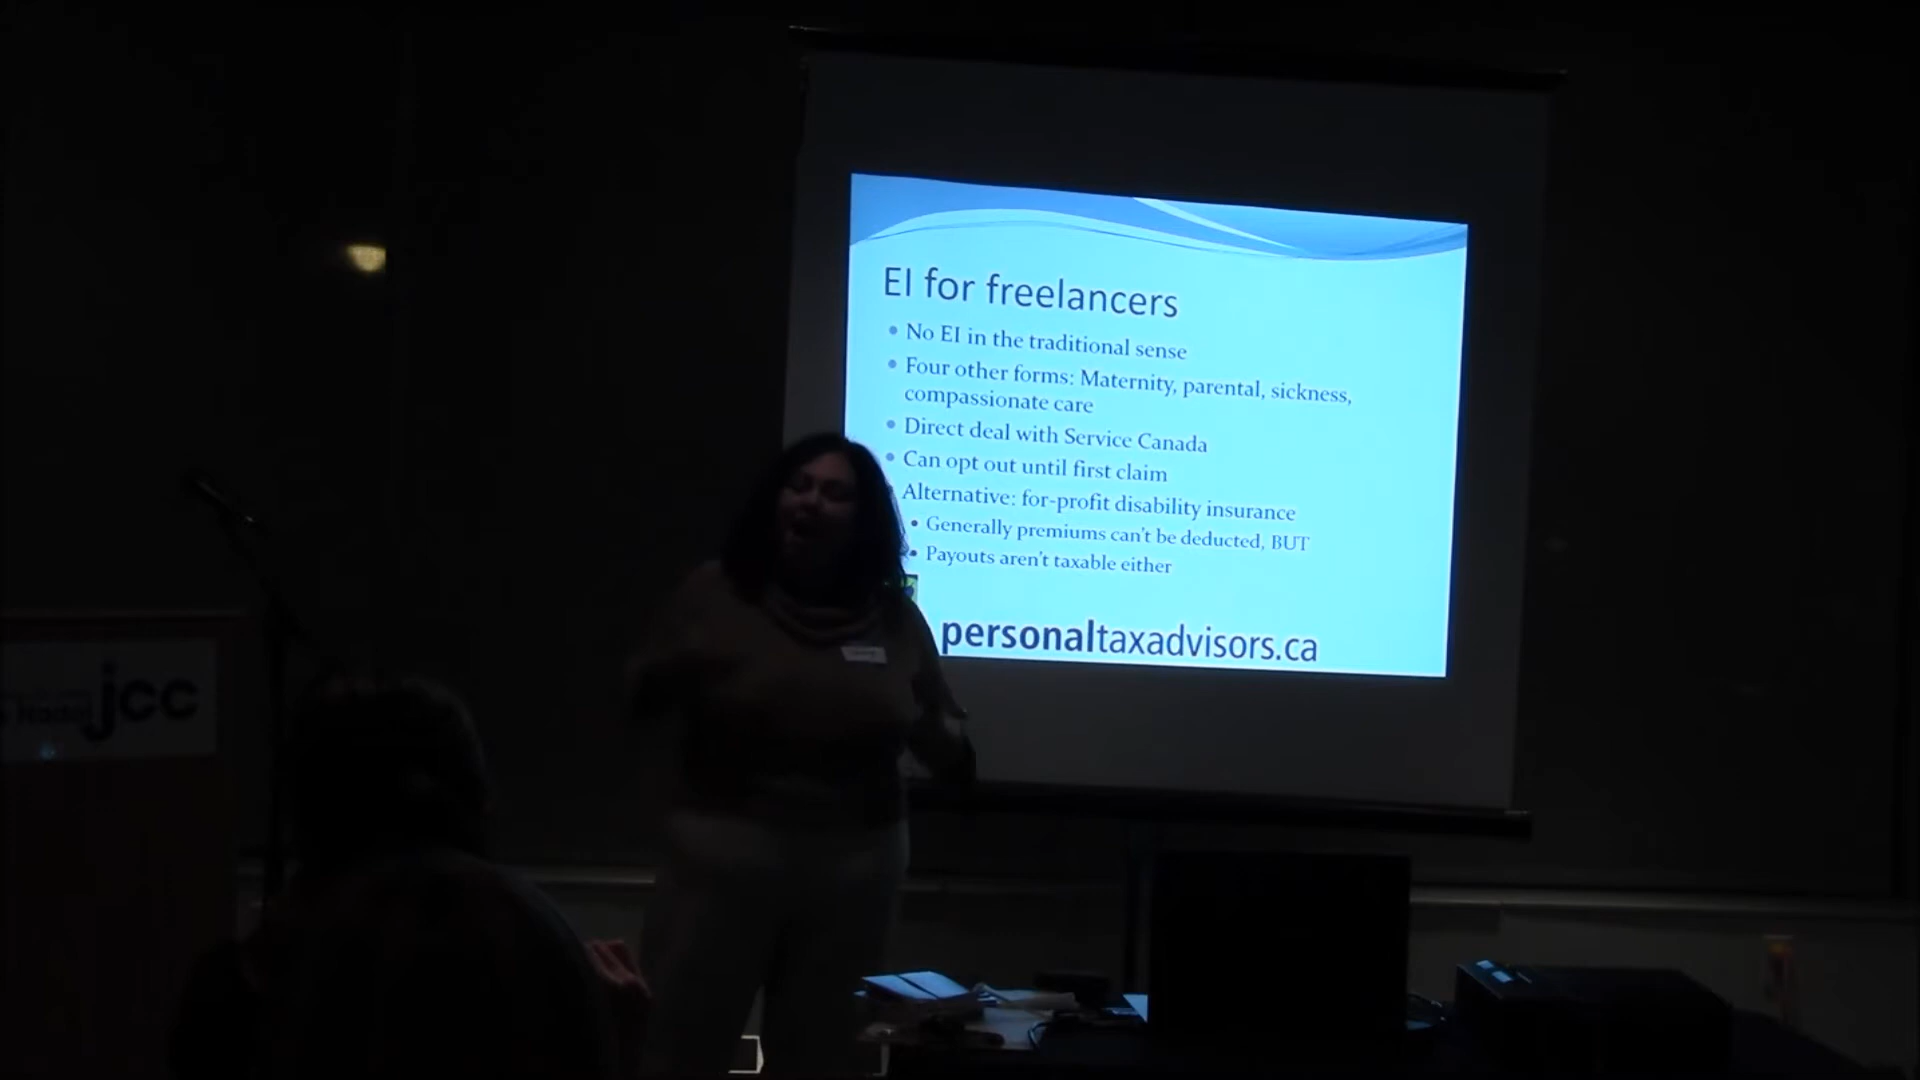 EI for freelancers
• No EI in the traditional sense
• Four other forms: Maternity, parental, sickness,
compassionate care
• Direct deal with Service Canada
• Can opt out until first claim
Alternative: for-profit disability insurance
• Generally premiums can't be deducted, BUT
• Payouts aren't taxable either
personaltaxadvisors.ca
jcc